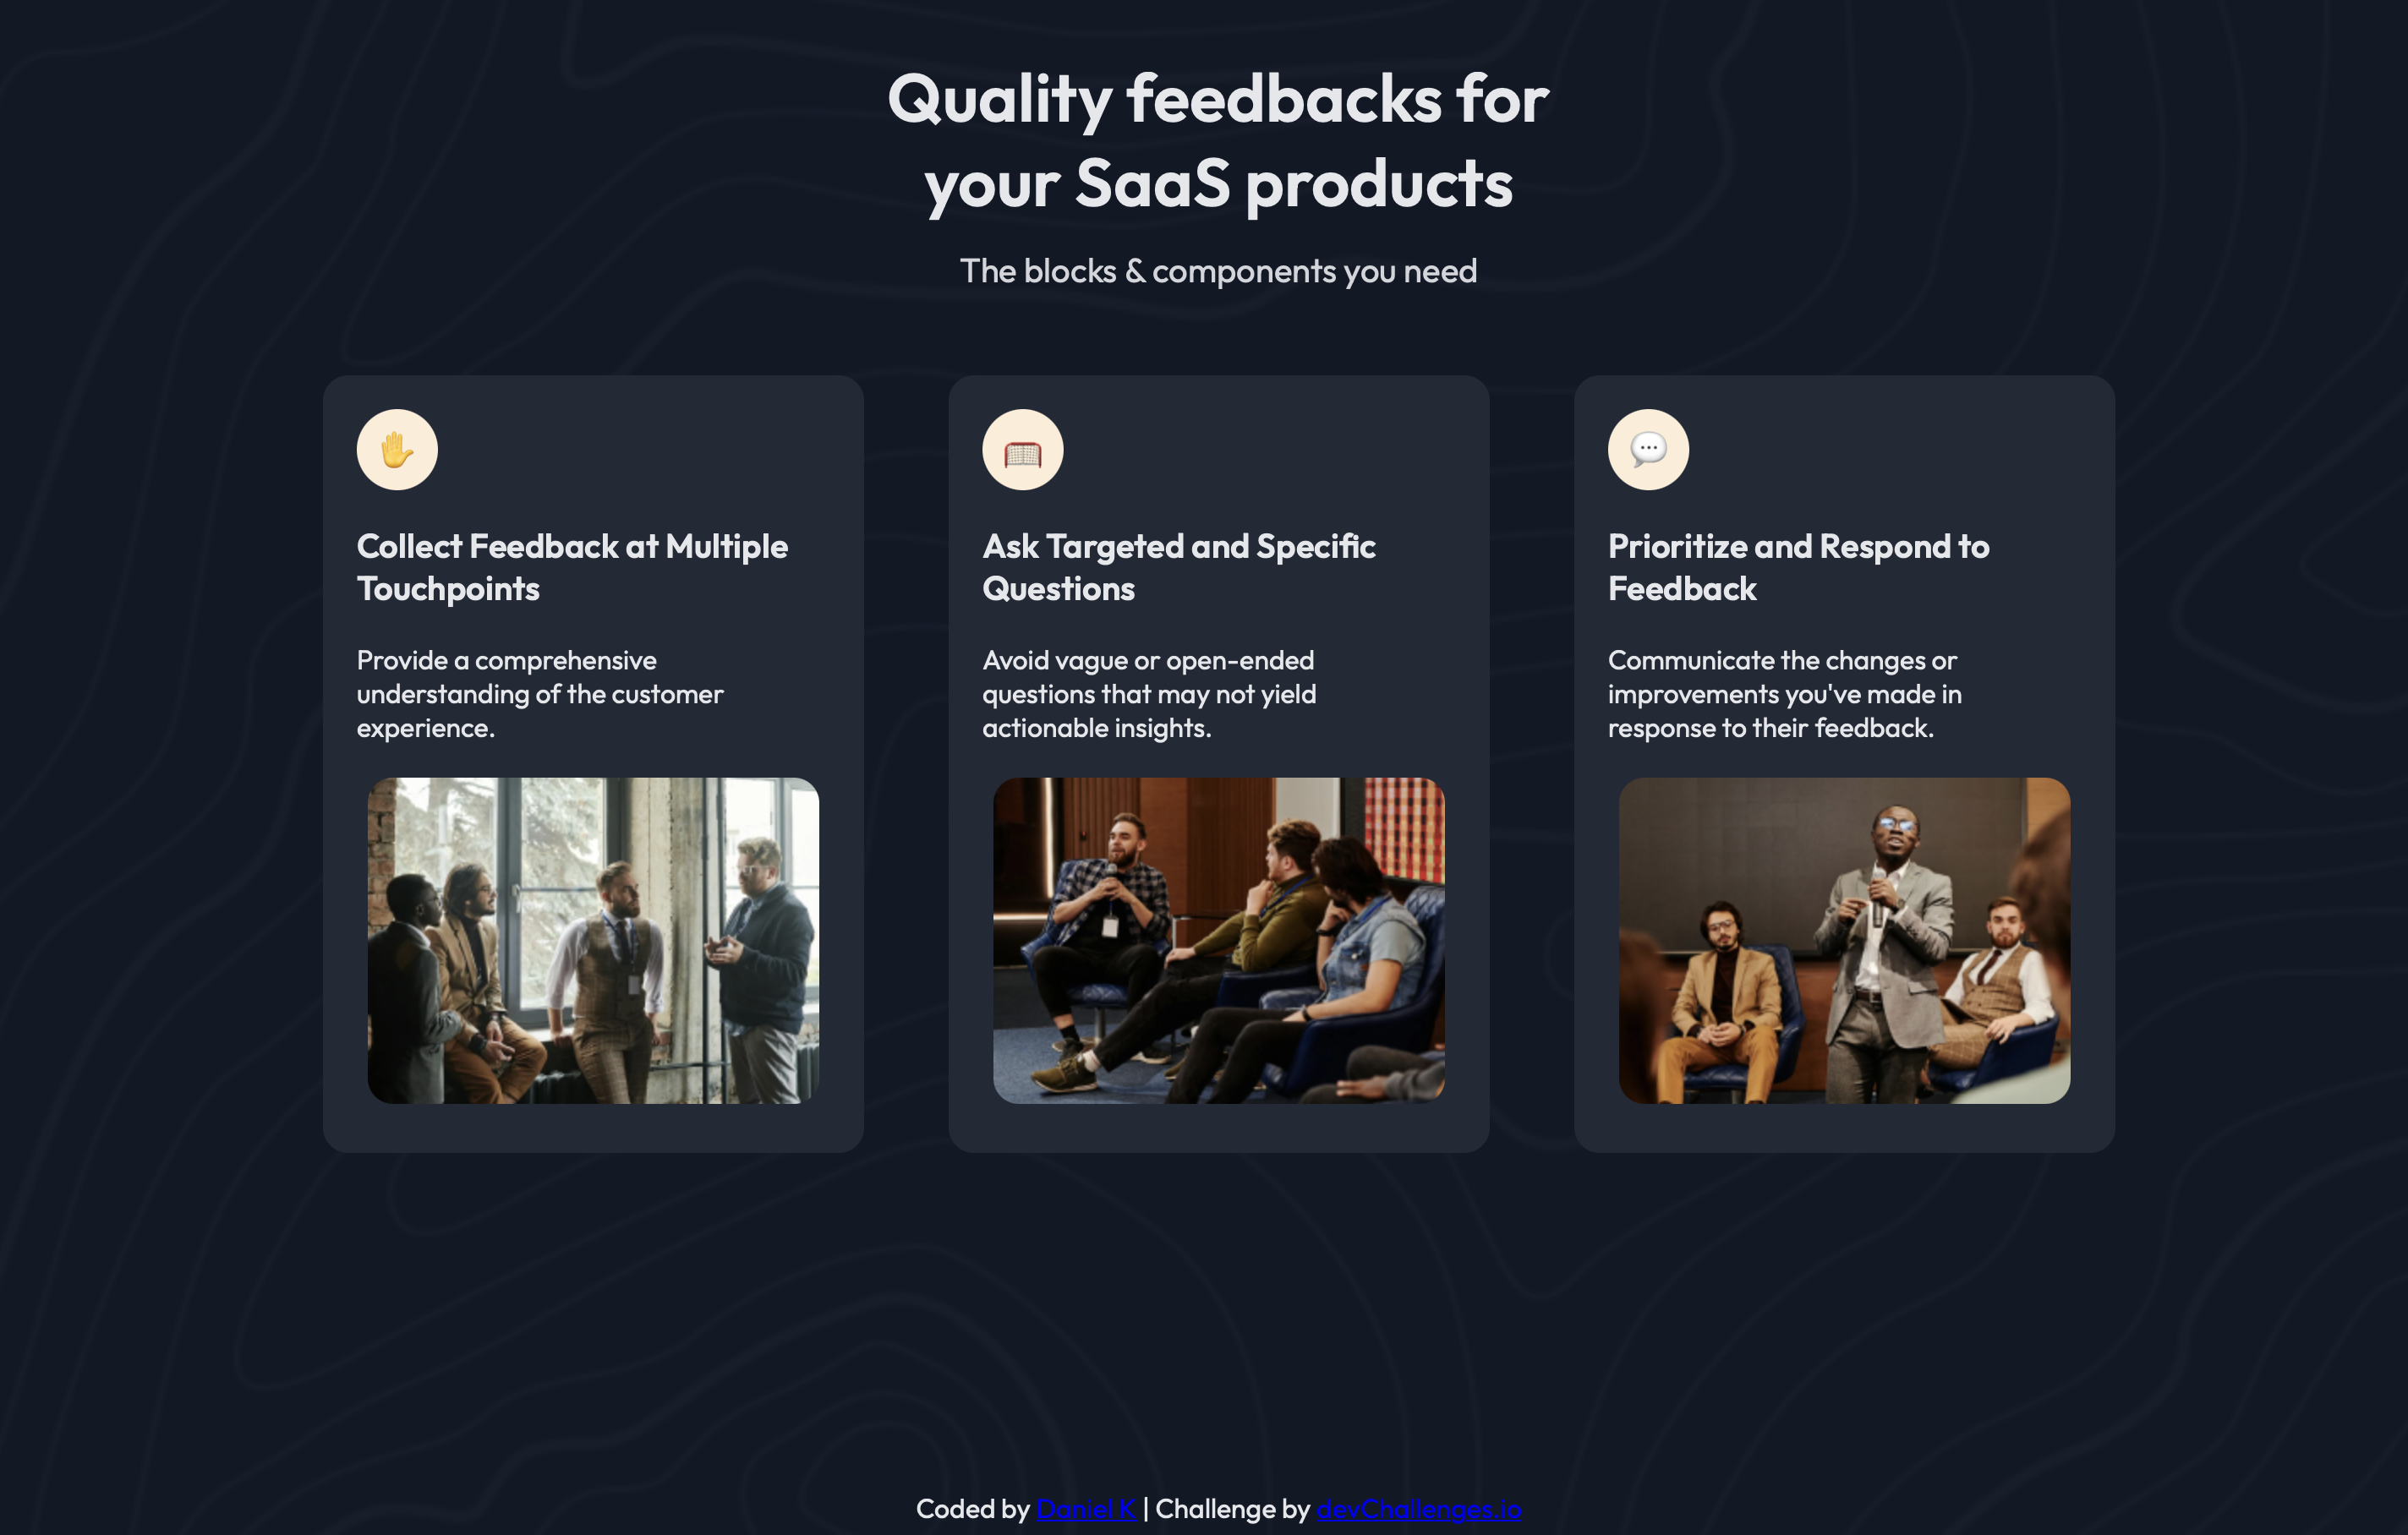 Quality feedbacks for
your SaaS products
The blocks & components you need
Collect Feedback at Multiple
Touchpoints
Provide a comprehensive
understanding of the customer
experience.
Ask Targeted and Specific
Questions
Avoid vague or open-ended
questions that may not yield
actionable insights.
Prioritize and Respond to
Feedback
Communicate the changes or
improvements you've made in
response to their feedback.
Coded by Daniel K | Challenge by devChallenges.io